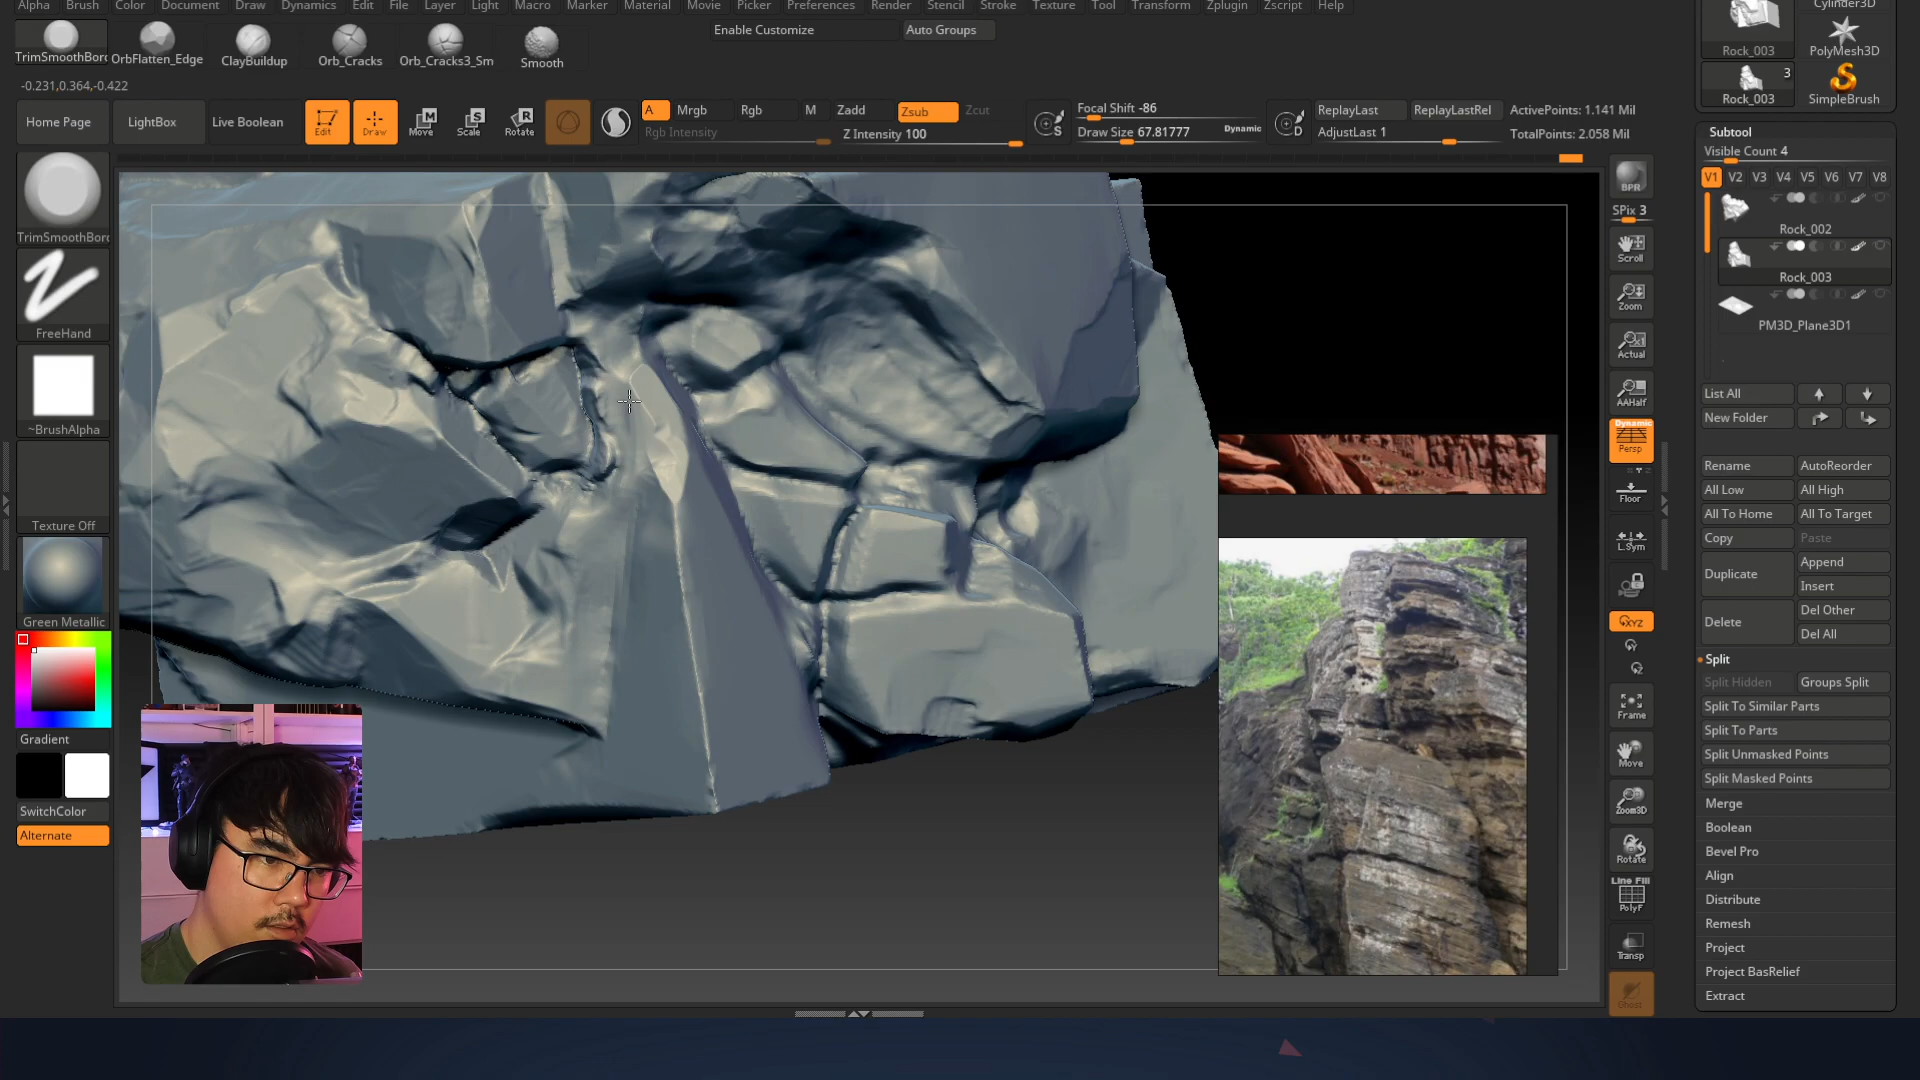 Alpha Brush Color Document Draw Dynamics Edit File Layer Light Macro Marker Material Movie Picker Preferences Render Stencil Stroke Texture Tool Transform Zplugin Zscript Help
Enable Customize
Auto Groups
TrimSmoothBorc
OrbFlatten_Edge
ClayBuildup
Orb_Cracks
Orb_Cracks3_Sm
Smooth
-0.231,0.364,-0.422
Home Page
LightBox
Live Boolean
Edit
Draw
Move
Scale
Rotate
A
Mrgb
Rgb
M
Zadd
Zsub
Zcut
Rgb Intensity
Z Intensity 100
S
Focal Shift -86
Draw Size 67.81777
Dynamic
D
ReplayLast
ReplayLastRel
AdjustLast 1
ActivePoints: 1.141 Mil
TotalPoints: 2.058 Mil
TrimSmoothBorc
FreeHand
~BrushAlpha
Texture Off
Green Metallic
Gradient
SwitchColor
Alternate
BPR
SPix 3
Scroll
Zoom
Actual
AAHalf
Dynamic
Persp
Floor
L.Sym
XYZ
Frame
Move
Zoom3D
Rotate
Line Fill
PolyF
Transp
Ghost
Cylinder3D
Rock_003
PolyMesh3D
3
Rock_003
SimpleBrush
Subtool
Visible Count 4
V1 V2 V3 V4 V5 V6 V7 V8
Rock_002
Rock_003
PM3D_Plane3D1
List All
New Folder
Rename
AutoReorder
All Low
All High
All To Home
All To Target
Copy
Paste
Duplicate
Append
Insert
Delete
Del Other
Del All
Split
Split Hidden
Groups Split
Split To Similar Parts
Split To Parts
Split Unmasked Points
Split Masked Points
Merge
Boolean
Bevel Pro
Align
Distribute
Remesh
Project
Project BasRelief
Extract